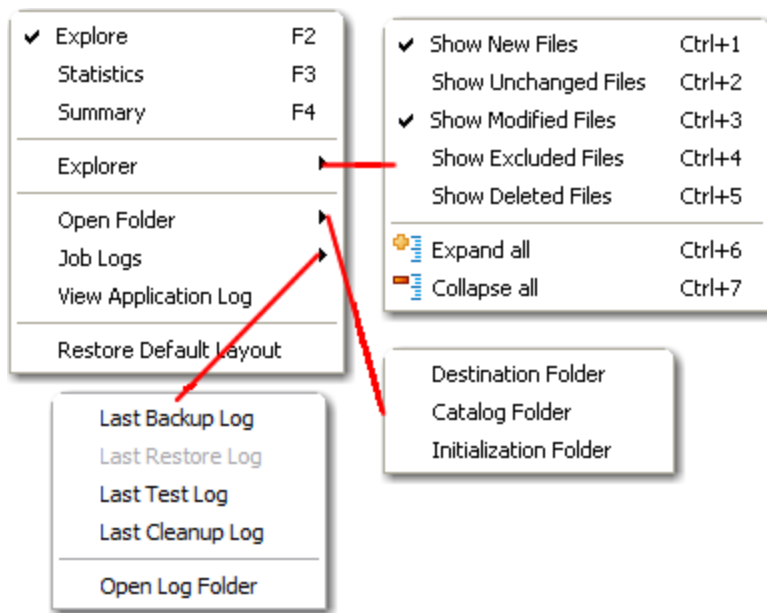 Explore F2
Statistics F3
Summary F4
Explorer
Open Folder
Job Logs
View Application Log
Restore Default Layout
Show New Files Ctrl+1
Show Unchanged Files Ctrl+2
Show Modified Files Ctrl+3
Show Excluded Files Ctrl+4
Show Deleted Files Ctrl+5
Expand all Ctrl+6
Collapse all Ctrl+7
Destination Folder
Catalog Folder
Initialization Folder
Last Backup Log
Last Restore Log
Last Test Log
Last Cleanup Log
Open Log Folder